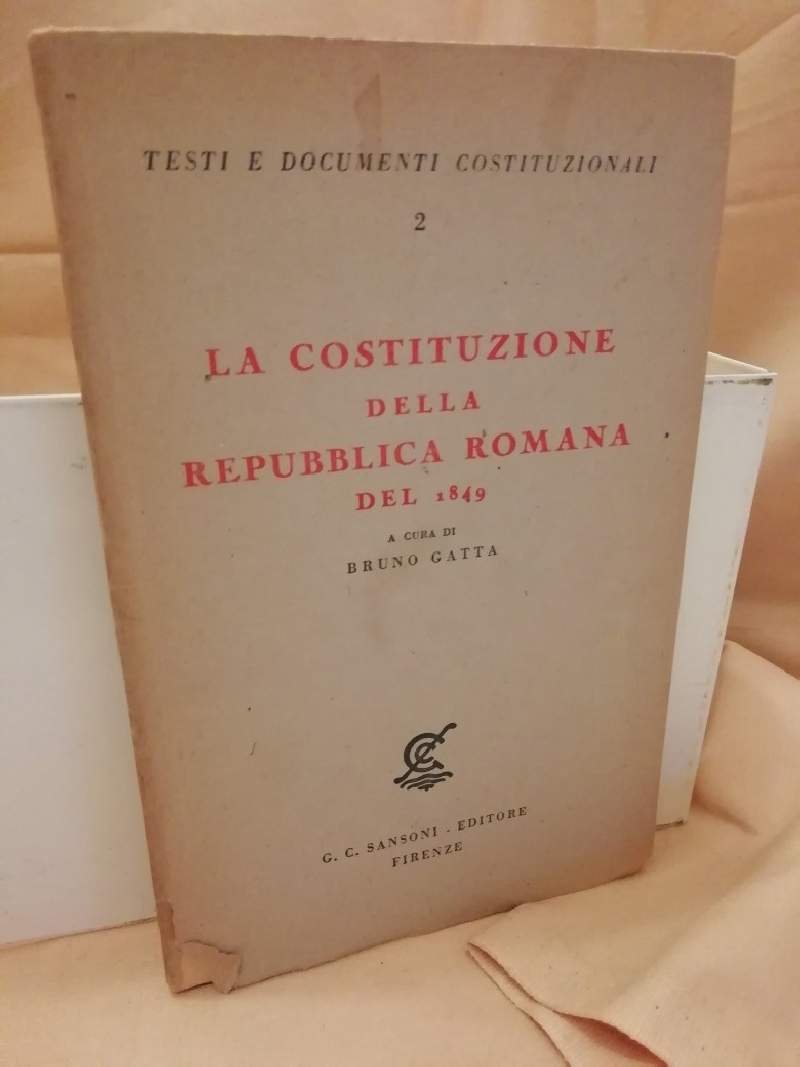 TESTI E DOCUMENTI COSTITUZIONALI
2
LA COSTITUZIONE
DELLA
REPUBBLICA ROMANA
DEL 1849
A CURA DI
BRUNO GATTA
G. C. SANSONI - EDITORE
FIRENZE